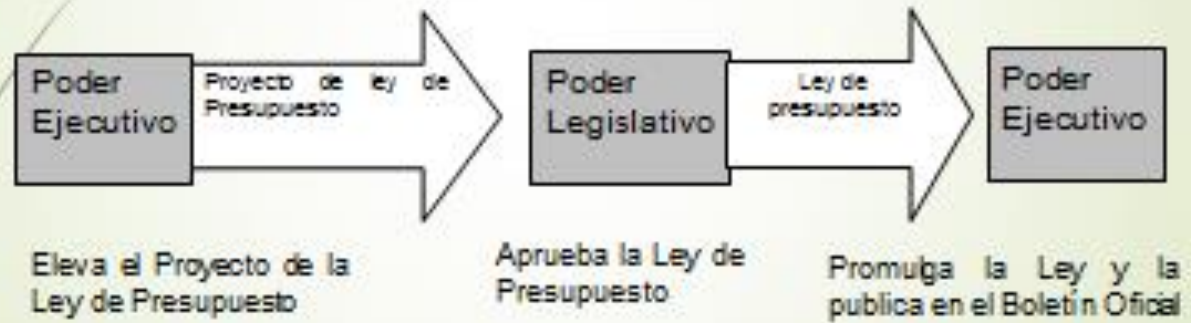 Poder
Ejecutivo
Proyecto de ley de
Presupuesto
Poder
Legislativo
Ley de
presupuesto
Poder
Ejecutivo
Eleva el Proyecto de la
Ley de Presupuesto
Aprueba la Ley de
Presupuesto
Promulga la Ley y la
publica en el Boletín Oficial